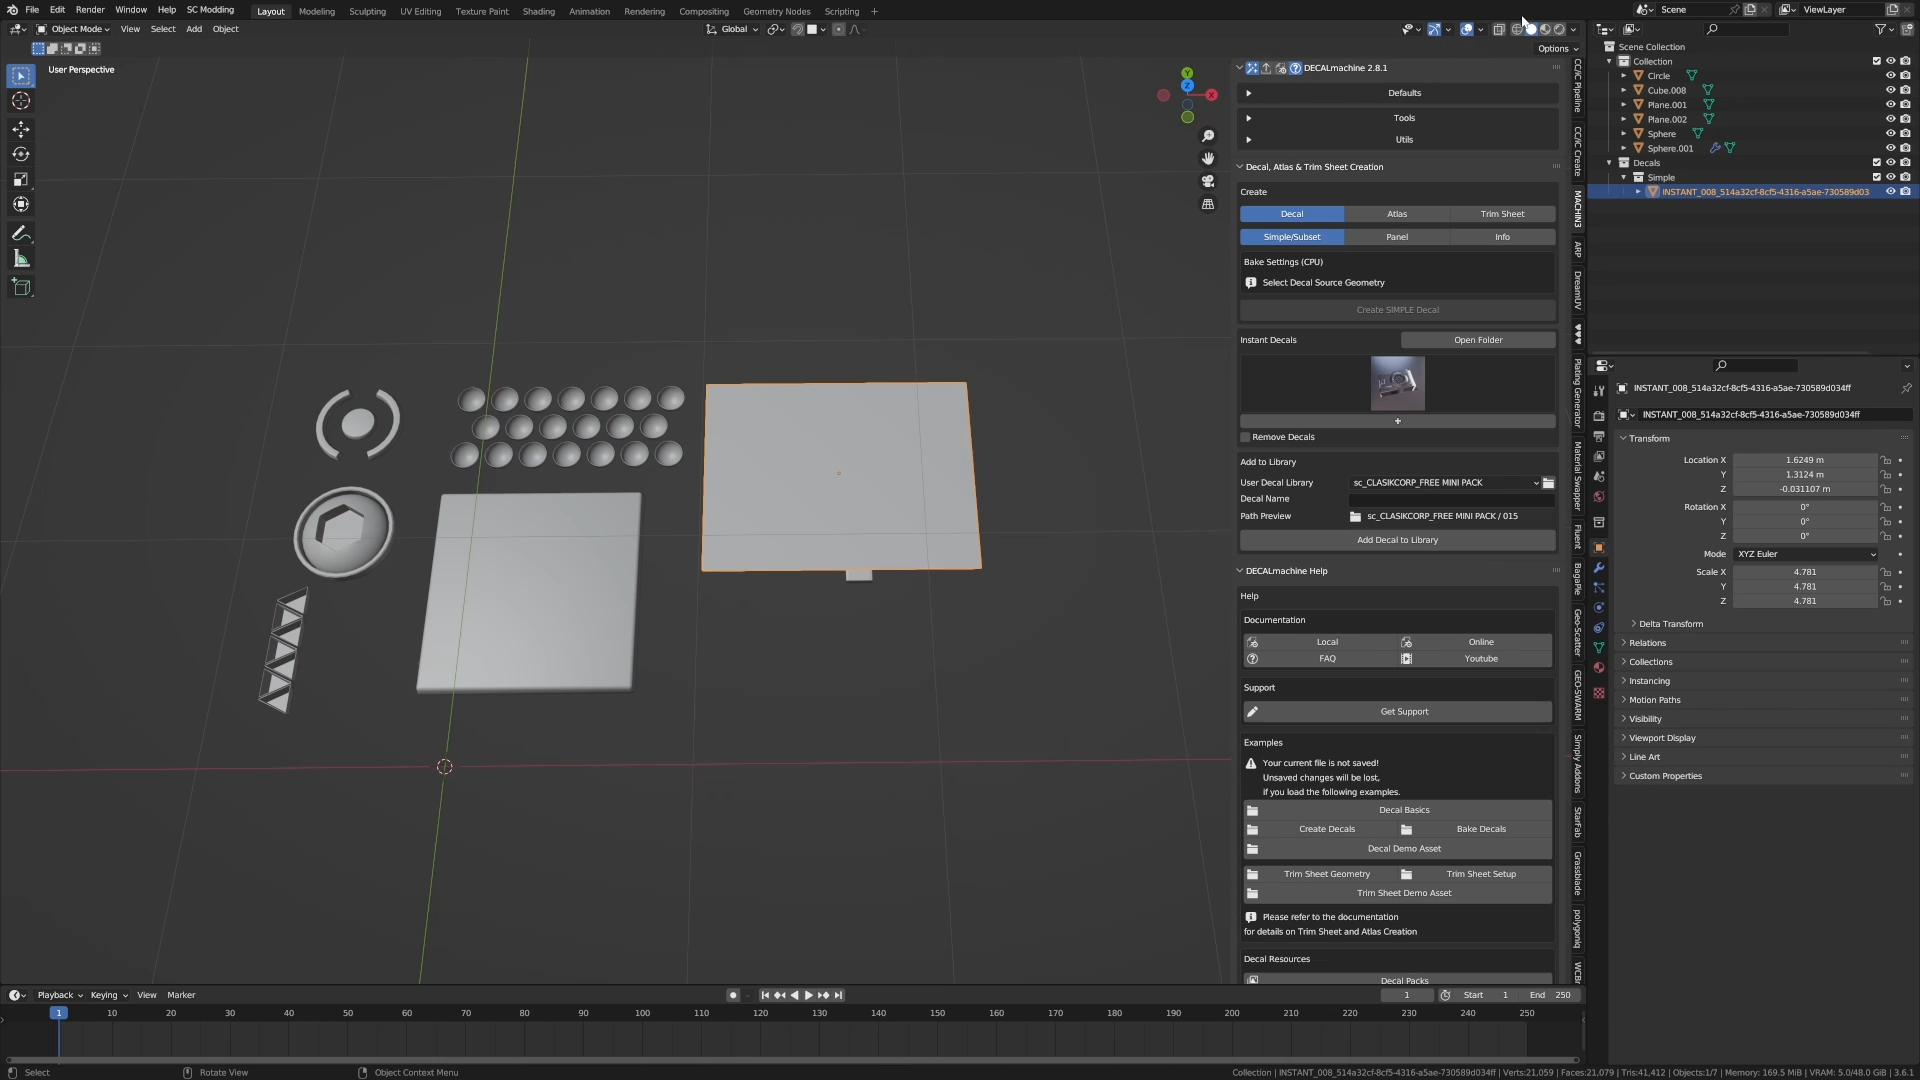 File Edit Render Window Help SC Modding Layout Modeling Sculpting UV Editing Texture Paint Shading Animation Rendering Compositing Geometry Nodes Scripting + Scene ViewLayer
Object Mode View Select Add Object Global
Options
User Perspective
Y
Z
X
DECALmachine 2.8.1
Defaults
Tools
Utils
Decal, Atlas & Trim Sheet Creation
Create
Decal Atlas Trim Sheet
Simple/Subset Panel Info
Bake Settings (CPU)
Select Decal Source Geometry
Create SIMPLE Decal
Instant Decals Open Folder
+
Remove Decals
Add to Library
User Decal Library sc_CLASIKCORP_FREE MINI PACK
Decal Name
Path Preview sc_CLASIKCORP_FREE MINI PACK / 015
Add Decal to Library
DECALmachine Help
Help
Documentation
Local Online
FAQ Youtube
Support
Get Support
Examples
Your current file is not saved!
Unsaved changes will be lost,
if you load the following examples.
Decal Basics
Create Decals Bake Decals
Decal Demo Asset
Trim Sheet Geometry Trim Sheet Setup
Trim Sheet Demo Asset
Please refer to the documentation
for details on Trim Sheet and Atlas Creation
Decal Resources
Decal Packs
CC/iC Pipeline
CC/iC Create
MACHIN3
ARP
DreamUV
♥♥♥
Plating Generator
Material Swapper
Fluent
BagaPie
Geo-Scatter
GEO-SWARM
Simply Addons
StarFab
Grassblade
polygoniq
WCB
Scene Collection
Collection
Circle
Cube.008
Plane.001
Plane.002
Sphere
Sphere.001
Decals
Simple
INSTANT_008_514a32cf-8cf5-4316-a5ae-730589d03
INSTANT_008_514a32cf-8cf5-4316-a5ae-730589d034ff
INSTANT_008_514a32cf-8cf5-4316-a5ae-730589d034ff
Transform
Location X 1.6249 m
Y 1.3124 m
Z -0.031107 m
Rotation X 0°
Y 0°
Z 0°
Mode XYZ Euler
Scale X 4.781
Y 4.781
Z 4.781
Delta Transform
Relations
Collections
Instancing
Motion Paths
Visibility
Viewport Display
Line Art
Custom Properties
Playback Keying View Marker 1 Start 1 End 250
1 10 20 30 40 50 60 70 80 90 100 110 120 130 140 150 160 170 180 190 200 210 220 230 240 250
Select Rotate View Object Context Menu Collection | INSTANT_008_514a32cf-8cf5-4316-a5ae-730589d034ff | Verts:21,059 | Faces:21,079 | Tris:41,412 | Objects:1/7 | Memory: 169.5 MiB | VRAM: 5.0/48.0 GiB | 3.6.1